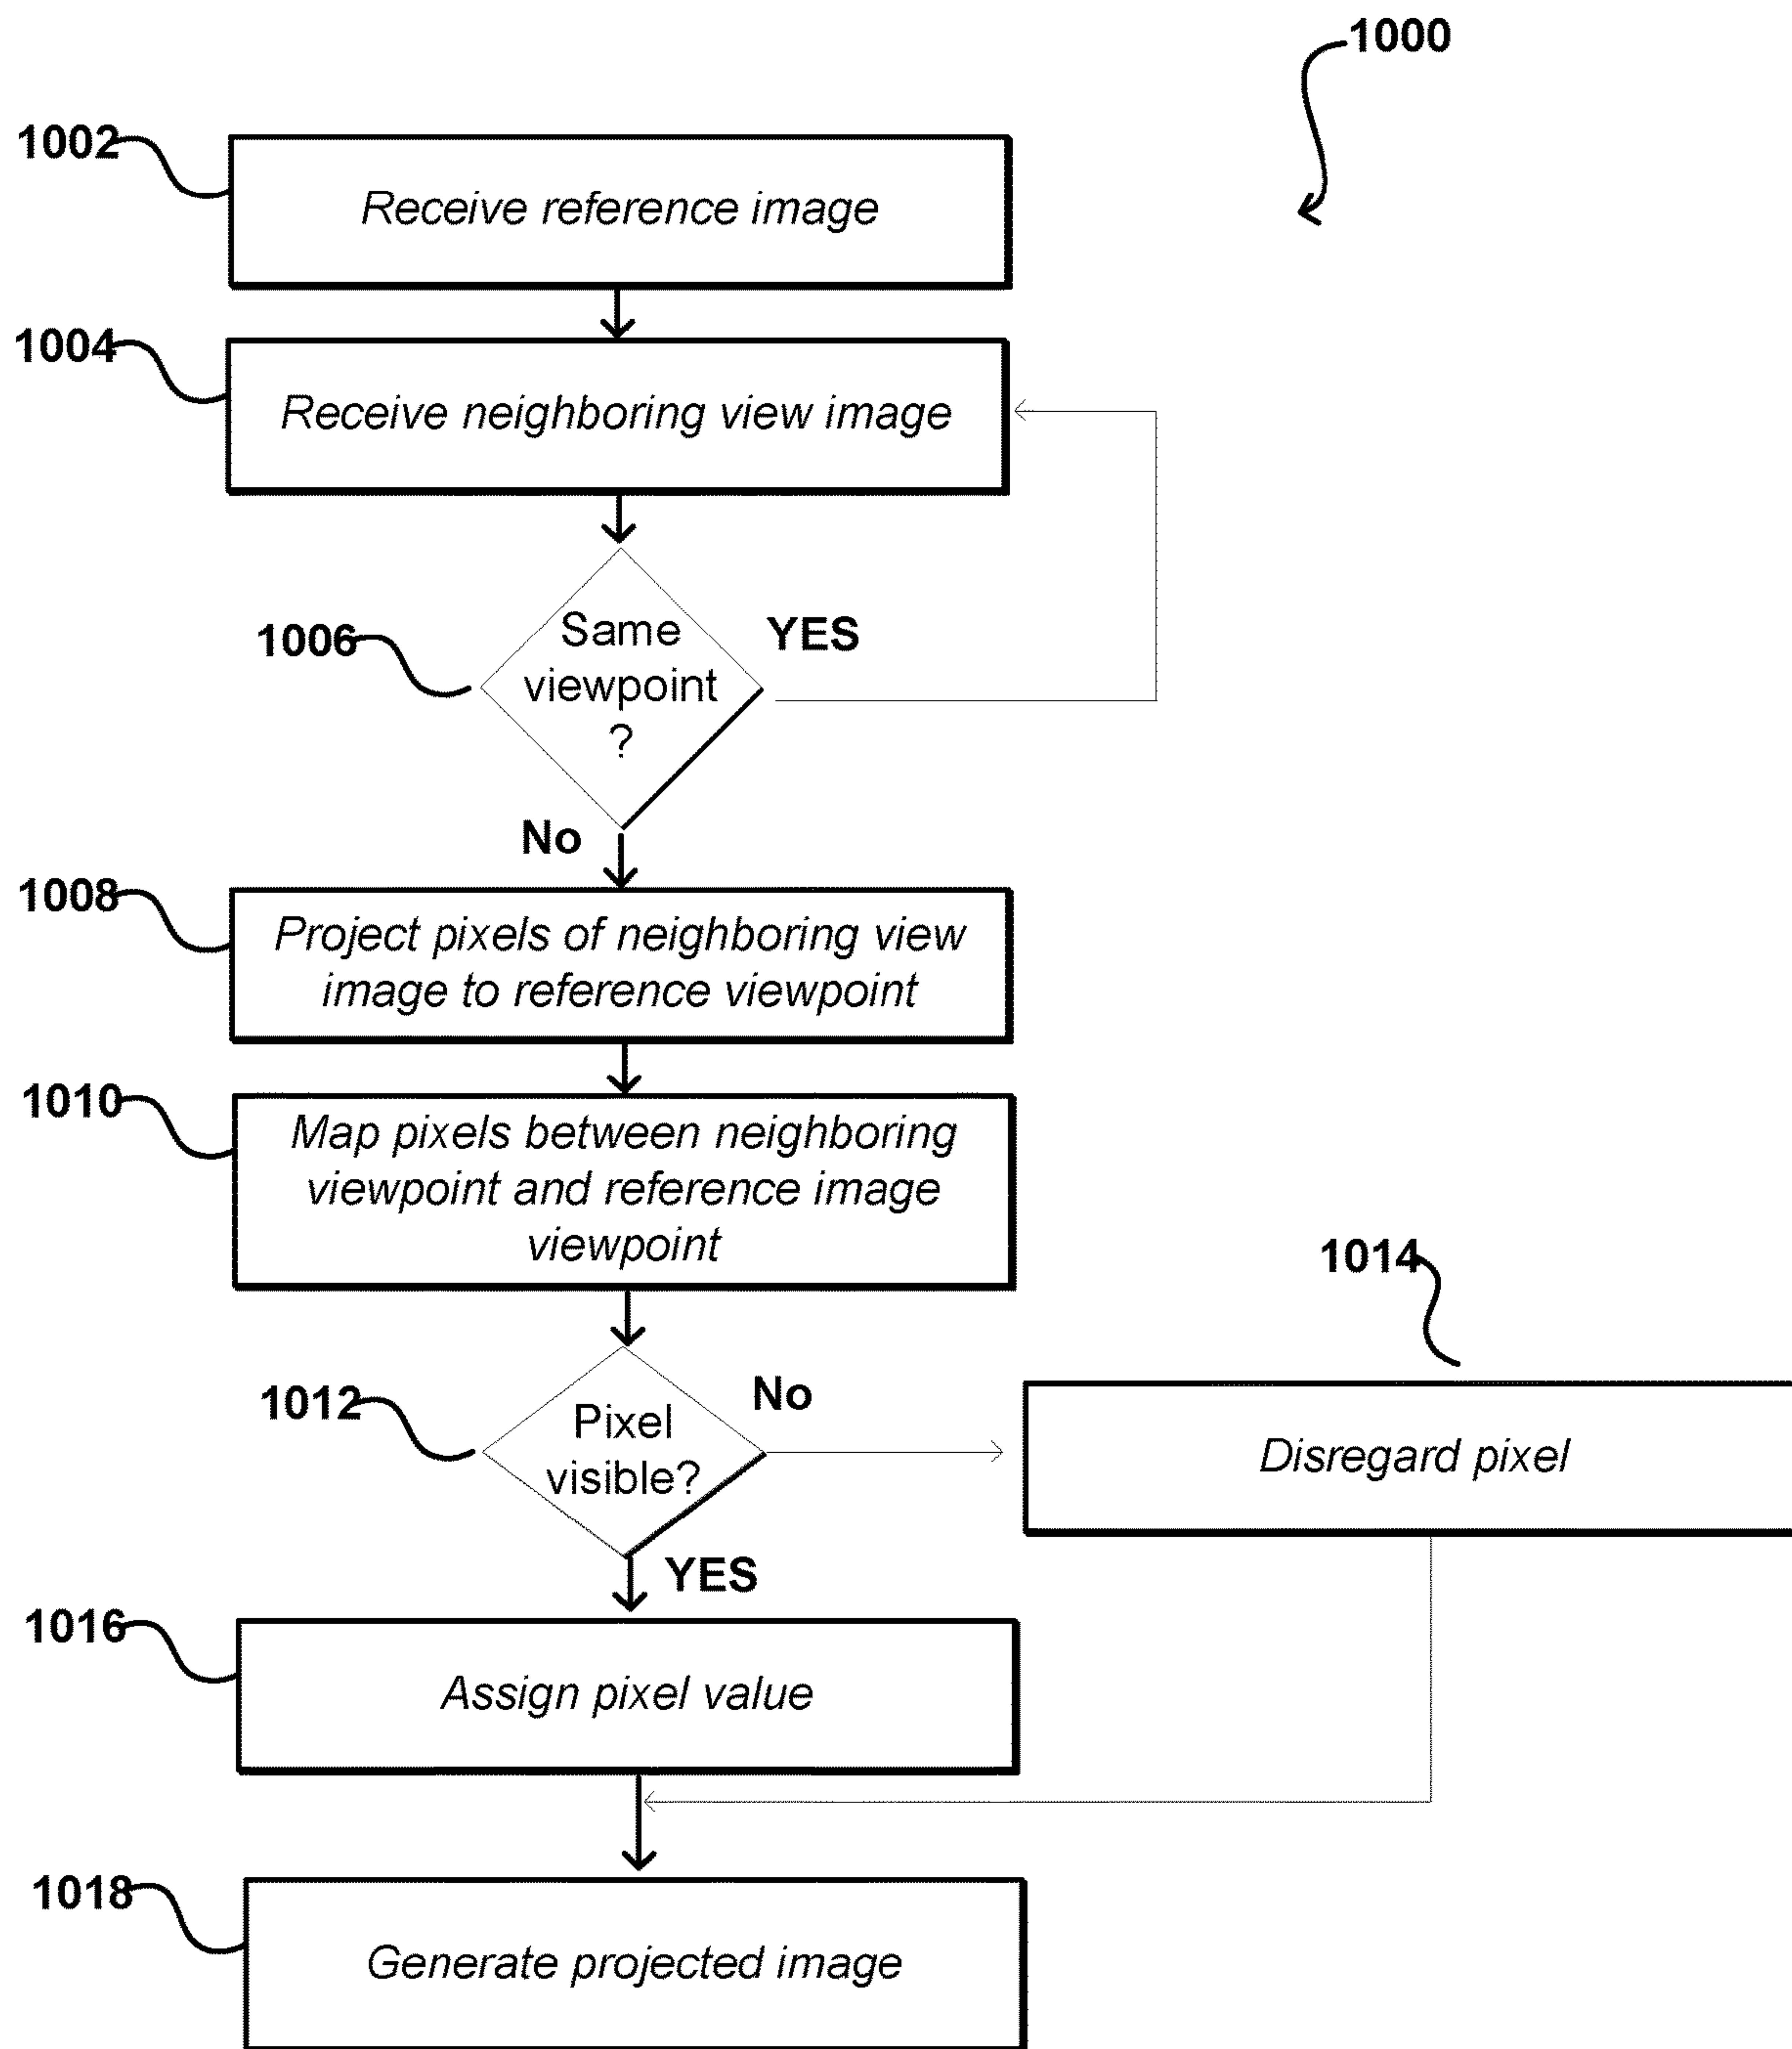 1000
1002
Receive reference image
1004
Receive neighboring view image
1006
Same
viewpoint
?
YES
No
1008
Project pixels of neighboring view
image to reference viewpoint
1010
Map pixels between neighboring
viewpoint and reference image
viewpoint
1012
Pixel
visible?
No
1014
Disregard pixel
YES
1016
Assign pixel value
1018
Generate projected image